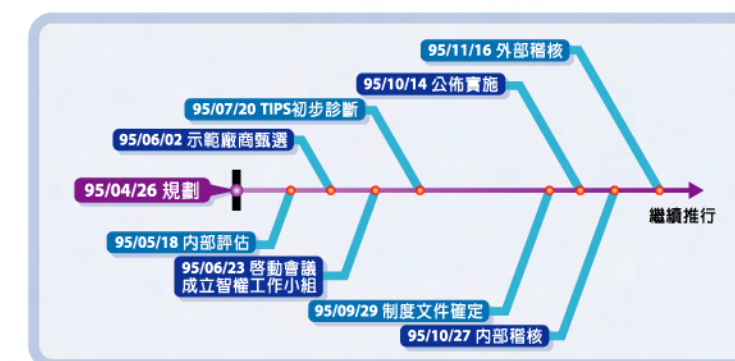 95/11/16 外部稽核
95/10/14 公佈實施
95/07/20 TIPS初步診斷
95/06/02 示範廠商甄選
95/04/26 規劃
繼續推行
95/05/18 內部評估
95/06/23 啓動會議
成立智權工作小組
95/09/29 制度文件確定
95/10/27 內部稽核